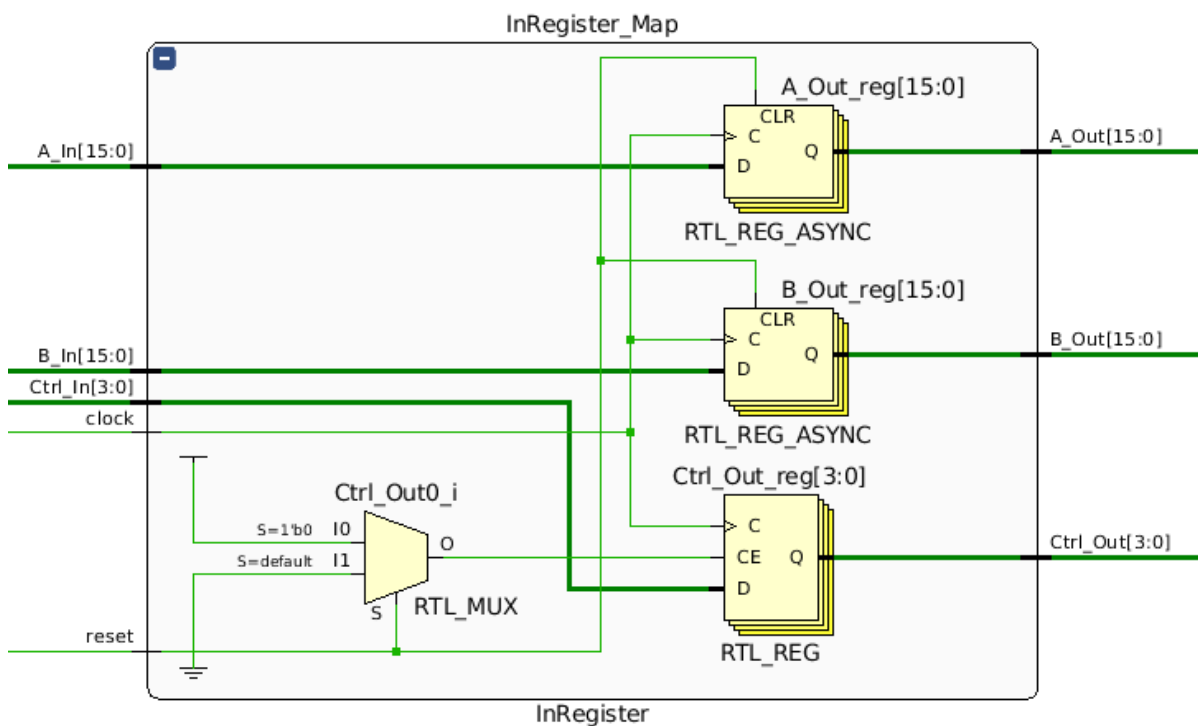 InRegister_Map
A_Out_reg[15:0]
CLR
A_In[15:0]
C
D
Q
A_Out[15:0]
RTL_REG_ASYNC
B_Out_reg[15:0]
CLR
B_In[15:0]
C
D
Q
B_Out[15:0]
Ctrl_In[3:0]
clock
RTL_REG_ASYNC
Ctrl_Out_reg[3:0]
Ctrl_Out0_i
S=1'b0 I0
S=default I1
O
S
RTL_MUX
C
CE
D
Q
Ctrl_Out[3:0]
reset
RTL_REG
InRegister